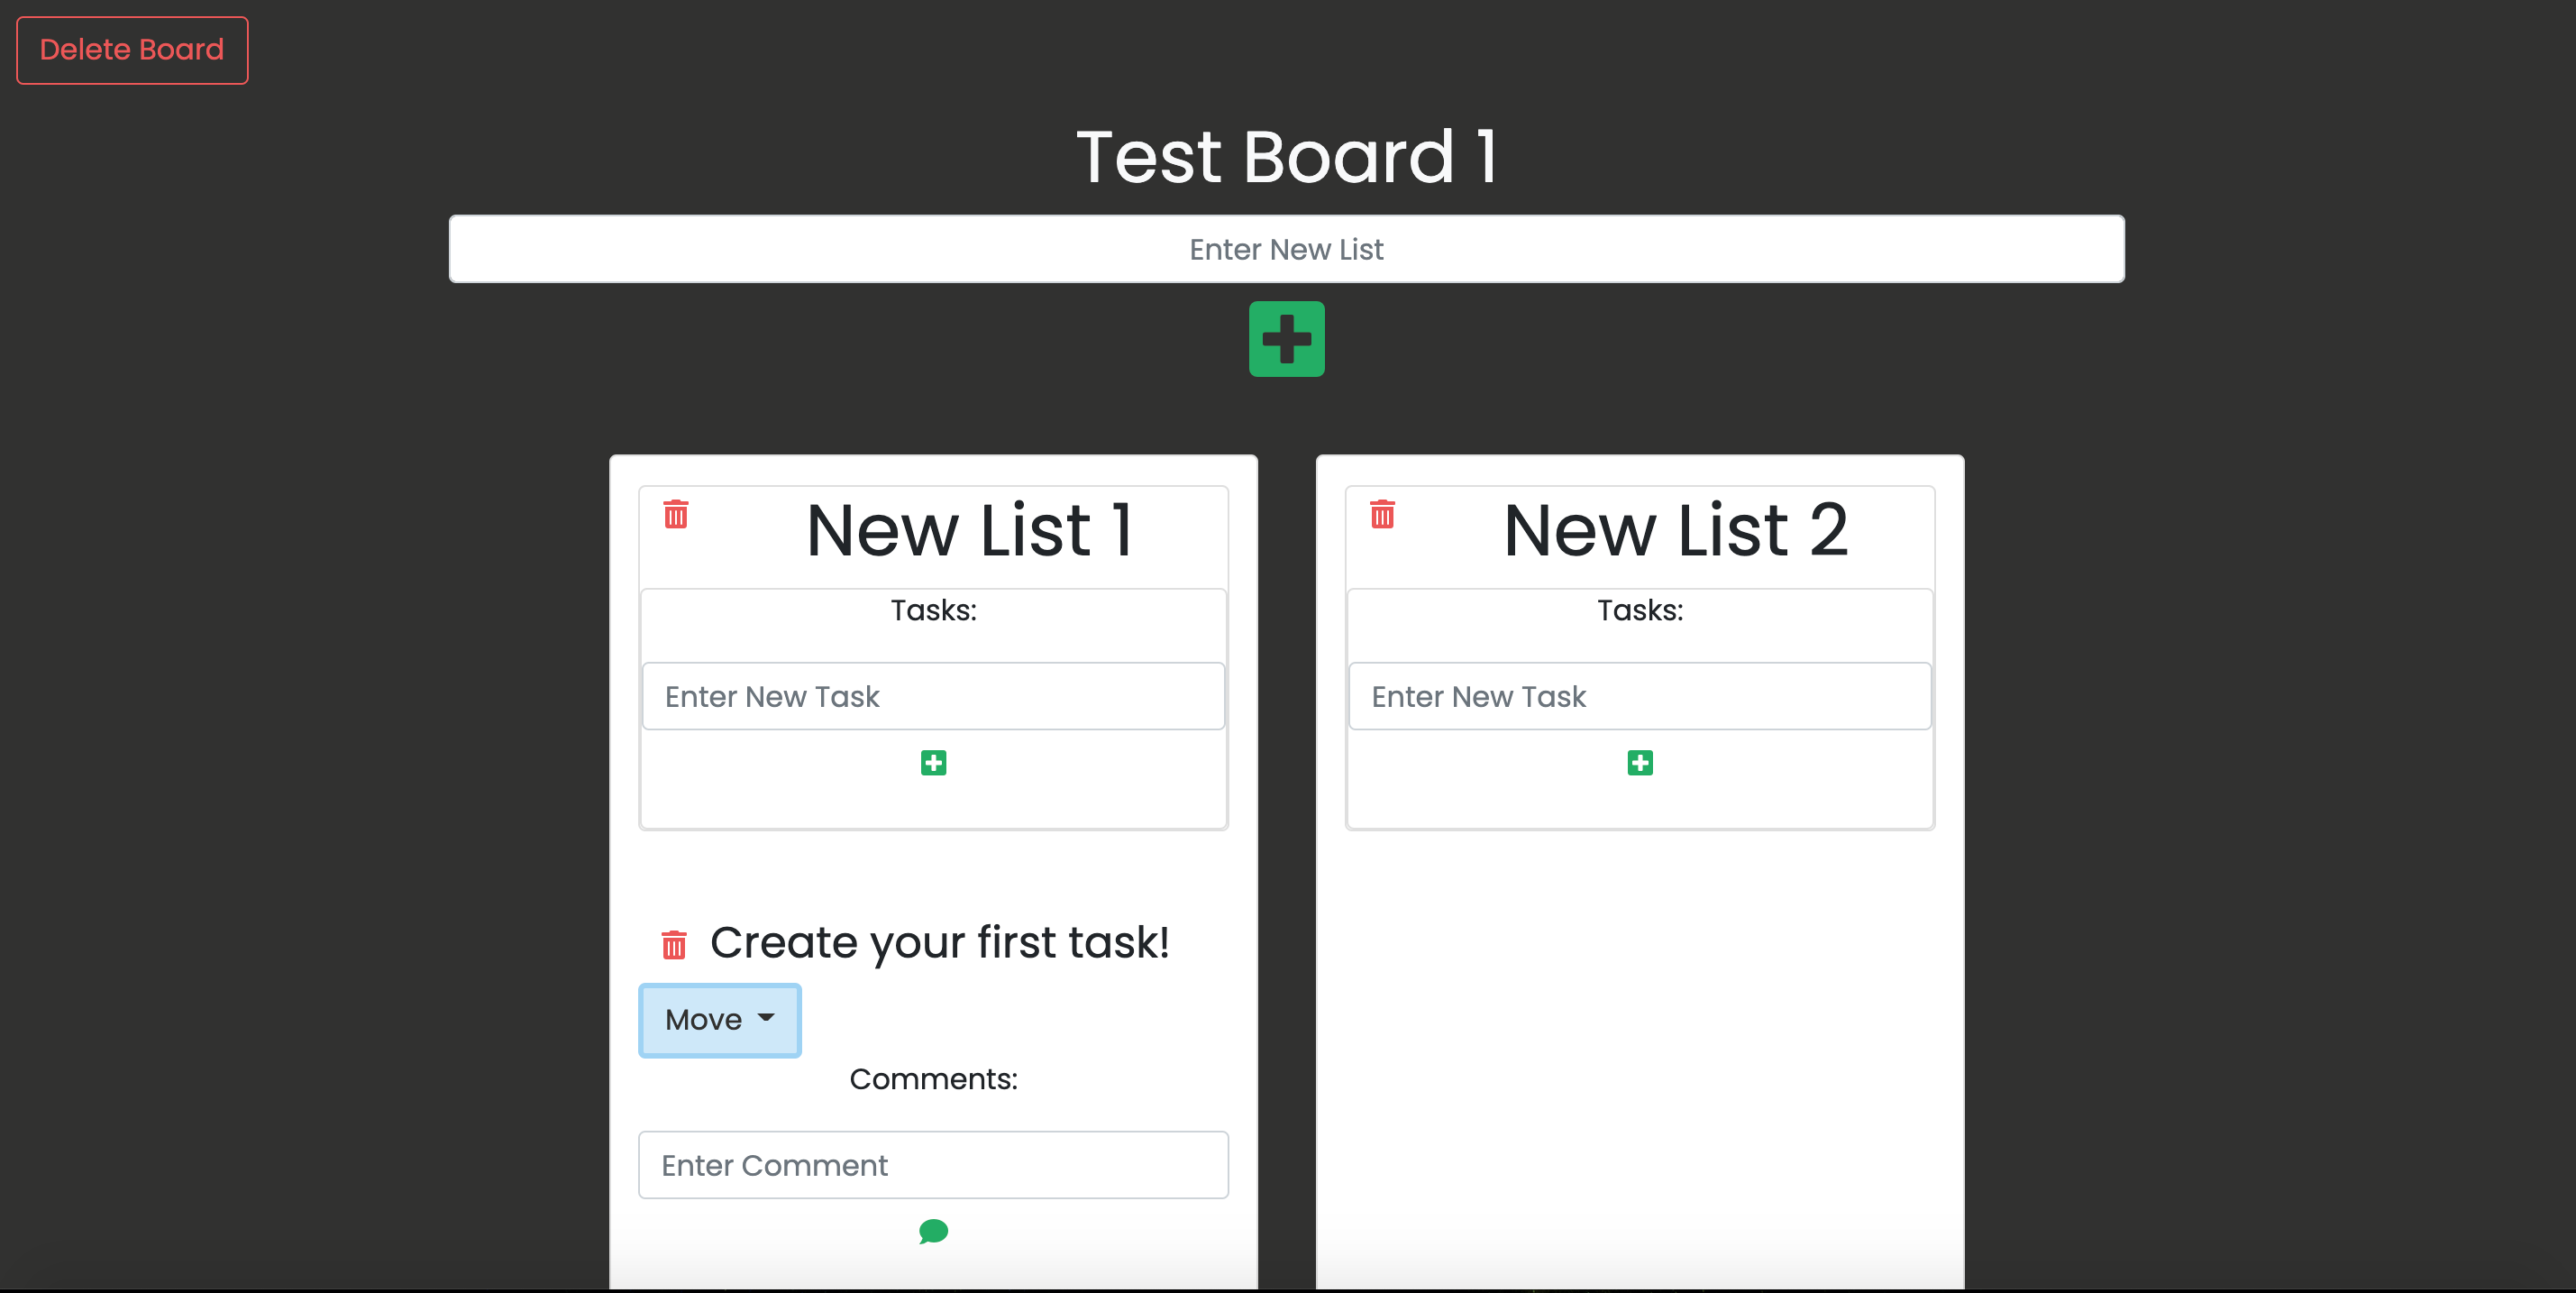 Delete Board
Test Board 1
Enter New List
New List 1
Tasks:
Enter New Task
Create your first task!
Move
Comments:
Enter Comment
New List 2
Tasks:
Enter New Task